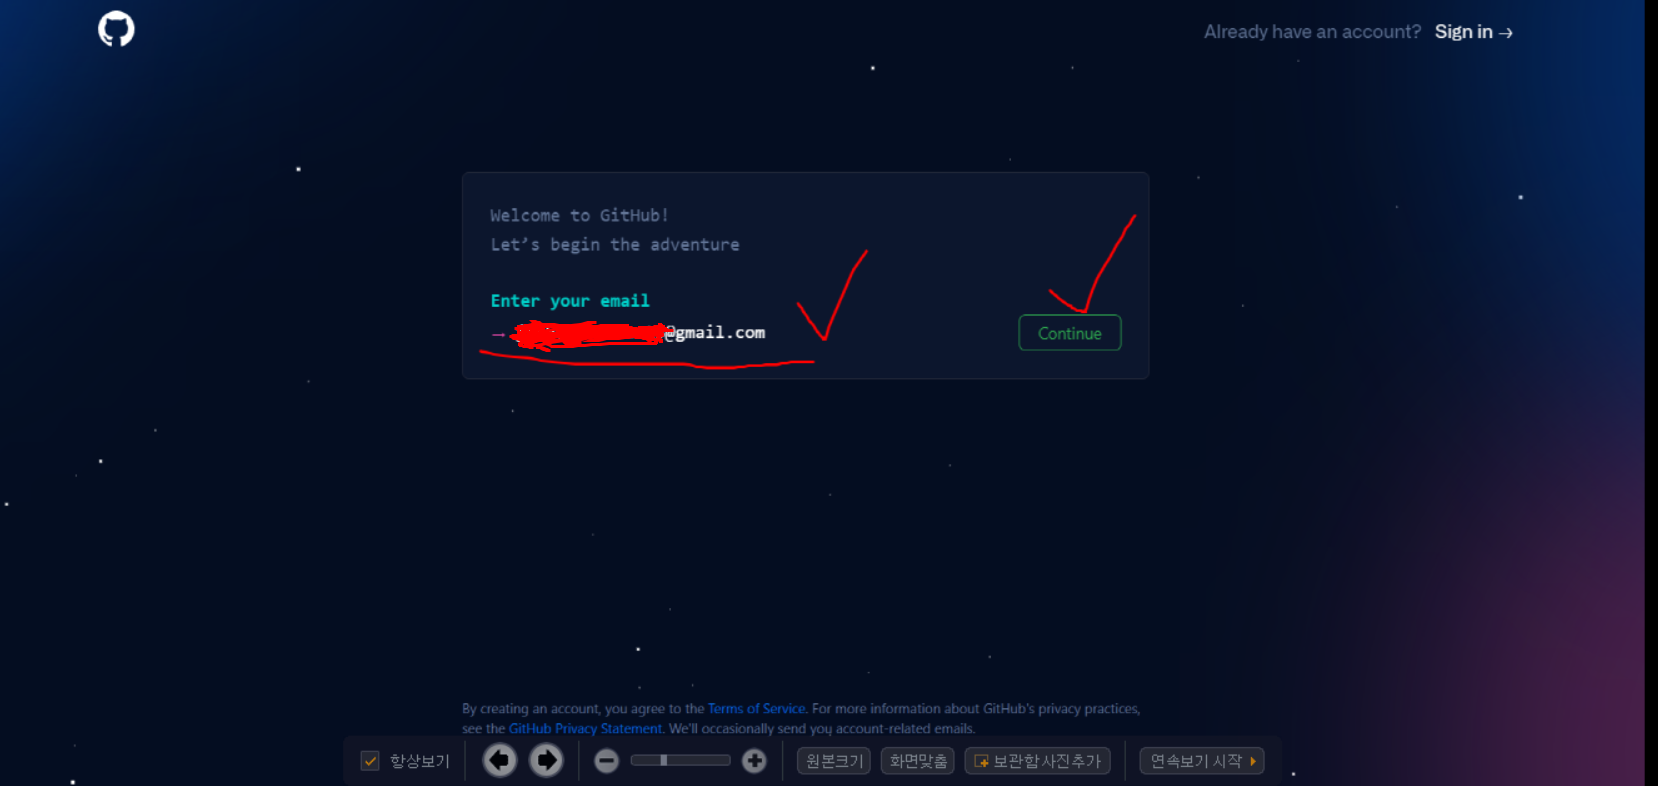 Already have an account? Sign in →
Welcome to GitHub!
Let's begin the adventure
Enter your email
→ @gmail.com
Continue
By creating an account, you agree to the Terms of Service. For more information about GitHub's privacy practices,
see the GitHub Privacy Statement. We'll occasionally send you account-related emails.
항상보기 원본크기 화면맞춤 보관함사진추가 연속보기 시작